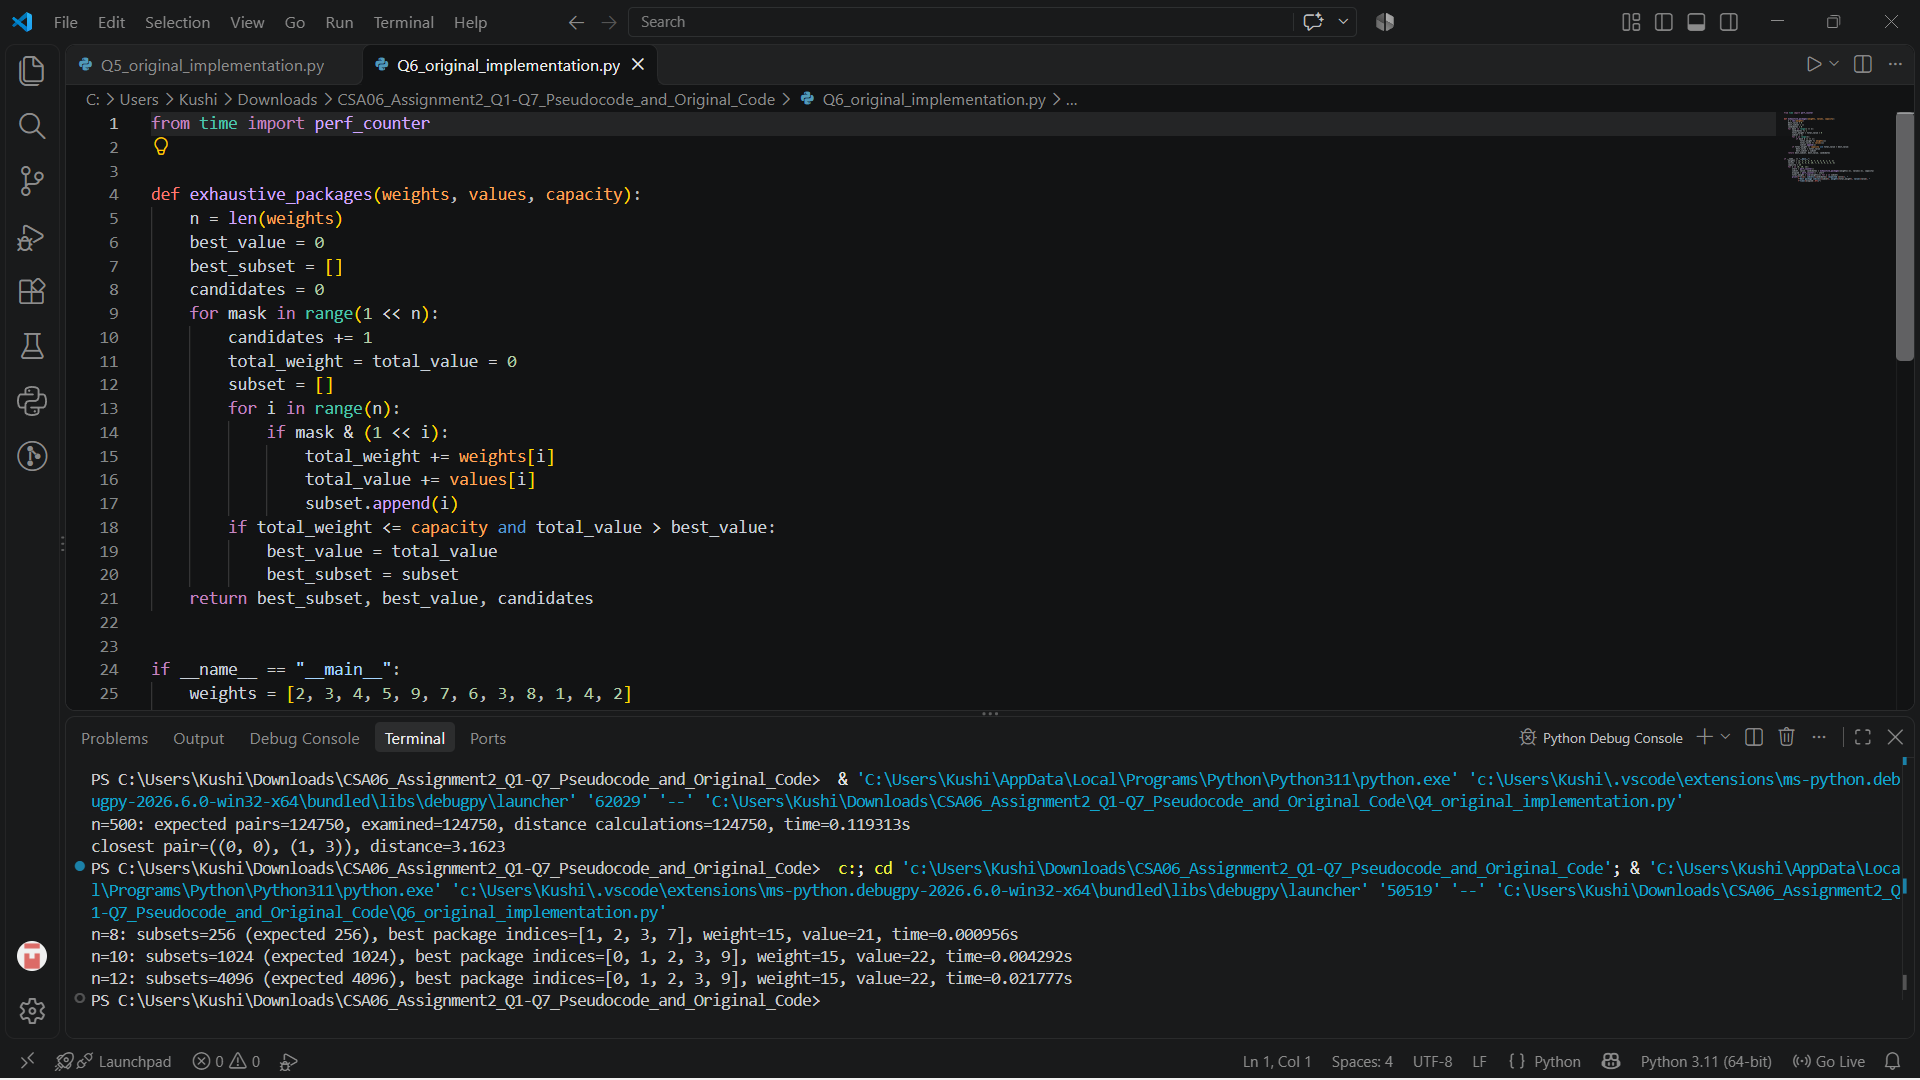 File Edit Selection View Go Run Terminal Help
Search
Q5_original_implementation.py
Q6_original_implementation.py
C: > Users > Kushi > Downloads > CSA06_Assignment2_Q1-Q7_Pseudocode_and_Original_Code > Q6_original_implementation.py > ...
1 from time import perf_counter
2
3
4 def exhaustive_packages(weights, values, capacity):
5     n = len(weights)
6     best_value = 0
7     best_subset = []
8     candidates = 0
9     for mask in range(1 << n):
10         candidates += 1
11         total_weight = total_value = 0
12         subset = []
13         for i in range(n):
14             if mask & (1 << i):
15                 total_weight += weights[i]
16                 total_value += values[i]
17                 subset.append(i)
18         if total_weight <= capacity and total_value > best_value:
19             best_value = total_value
20             best_subset = subset
21     return best_subset, best_value, candidates
22
23
24 if __name__ == "__main__":
25     weights = [2, 3, 4, 5, 9, 7, 6, 3, 8, 1, 4, 2]
Problems Output Debug Console Terminal Ports
Python Debug Console
PS C:\Users\Kushi\Downloads\CSA06_Assignment2_Q1-Q7_Pseudocode_and_Original_Code>  & 'C:\Users\Kushi\AppData\Local\Programs\Python\Python311\python.exe' 'c:\Users\Kushi\.vscode\extensions\ms-python.deb
ugpy-2026.6.0-win32-x64\bundled\libs\debugpy\launcher' '62029' '--' 'C:\Users\Kushi\Downloads\CSA06_Assignment2_Q1-Q7_Pseudocode_and_Original_Code\Q4_original_implementation.py'
n=500: expected pairs=124750, examined=124750, distance calculations=124750, time=0.119313s
closest pair=((0, 0), (1, 3)), distance=3.1623
PS C:\Users\Kushi\Downloads\CSA06_Assignment2_Q1-Q7_Pseudocode_and_Original_Code>  c:; cd 'c:\Users\Kushi\Downloads\CSA06_Assignment2_Q1-Q7_Pseudocode_and_Original_Code'; & 'C:\Users\Kushi\AppData\Loca
l\Programs\Python\Python311\python.exe' 'c:\Users\Kushi\.vscode\extensions\ms-python.debugpy-2026.6.0-win32-x64\bundled\libs\debugpy\launcher' '50519' '--' 'C:\Users\Kushi\Downloads\CSA06_Assignment2_Q
1-Q7_Pseudocode_and_Original_Code\Q6_original_implementation.py'
n=8: subsets=256 (expected 256), best package indices=[1, 2, 3, 7], weight=15, value=21, time=0.000956s
n=10: subsets=1024 (expected 1024), best package indices=[0, 1, 2, 3, 9], weight=15, value=22, time=0.004292s
n=12: subsets=4096 (expected 4096), best package indices=[0, 1, 2, 3, 9], weight=15, value=22, time=0.021777s
PS C:\Users\Kushi\Downloads\CSA06_Assignment2_Q1-Q7_Pseudocode_and_Original_Code>
Launchpad 0 0 Ln 1, Col 1 Spaces: 4 UTF-8 LF {} Python Python 3.11 (64-bit) Go Live